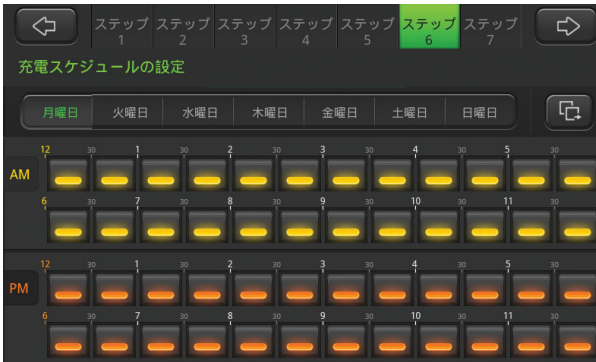 ステップ ステップ ステップ ステップ ステップ ステップ ステップ
1 2 3 4 5 6 7
充電スケジュールの設定
月曜日 火曜日 水曜日 木曜日 金曜日 土曜日 日曜日
12 30 1 30 2 30 3 30 4 30 5 30
AM
6 30 7 30 8 30 9 30 10 30 11 30
12 30 1 30 2 30 3 30 4 30 5 30
PM
6 30 7 30 8 30 9 30 10 30 11 30